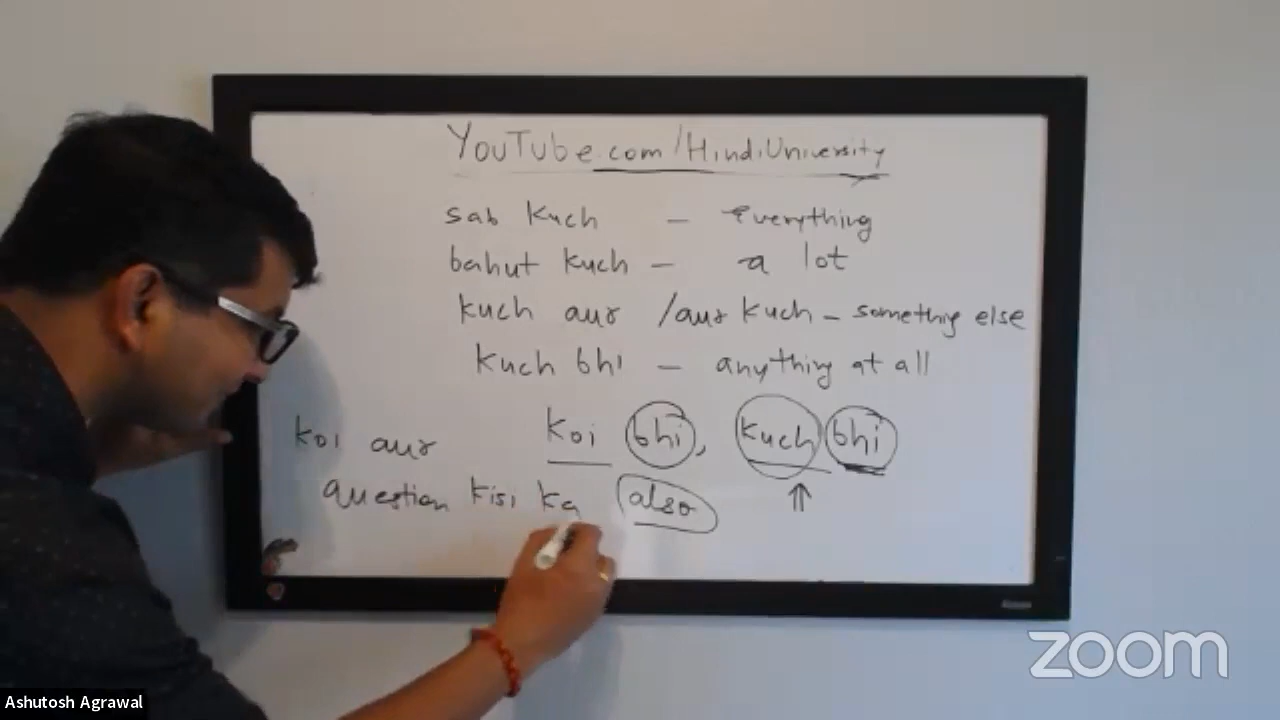 YouTube.com/HindiUniversity
sab kuch - everything
bahut kuch - a lot
kuch aur / aur kuch - something else
kuch bhi - anything at all
koi aur koi bhi, kuch bhi
question kisi ka also
zoom
Ashutosh Agrawal